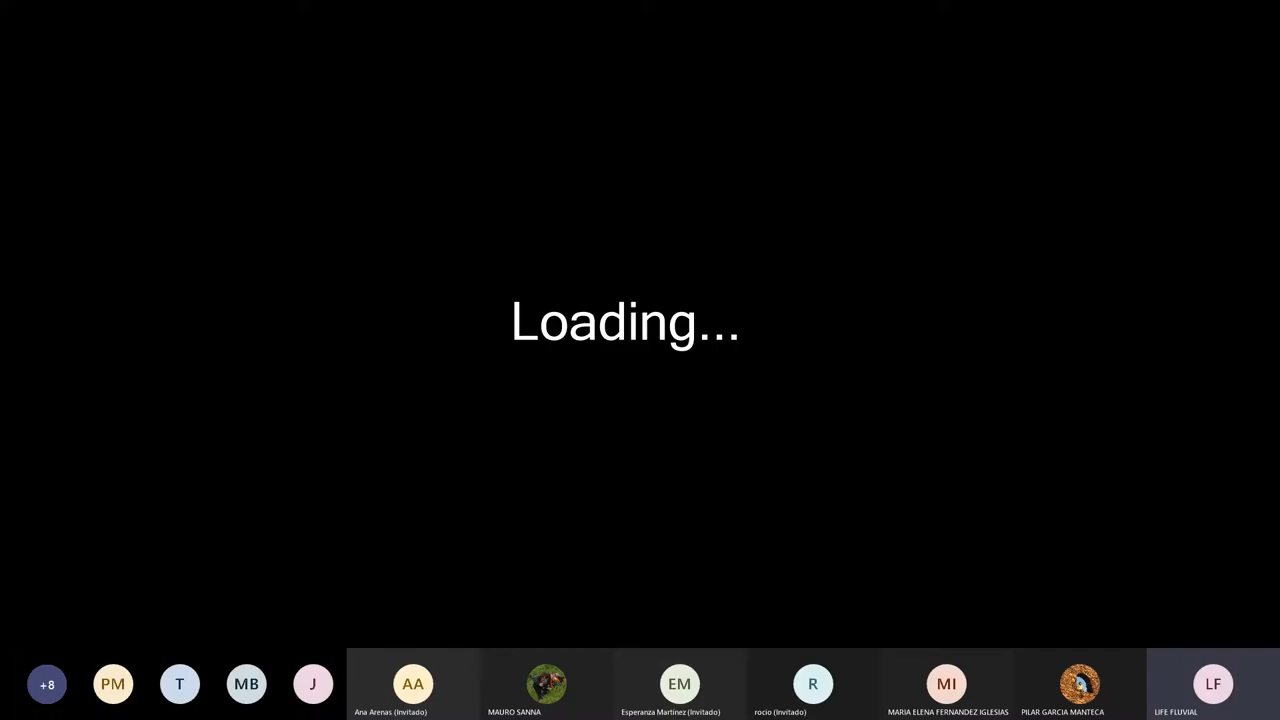 Loading...
+8
PM
T
MB
J
AA
EM
R
MI
LF
Ana Arenas (Invitado)
MAURO SANNA
Esperanza Martínez (Invitado)
rocio (Invitado)
MARIA ELENA FERNANDEZ IGLESIAS
PILAR GARCIA MANTECA
LIFE FLUVIAL